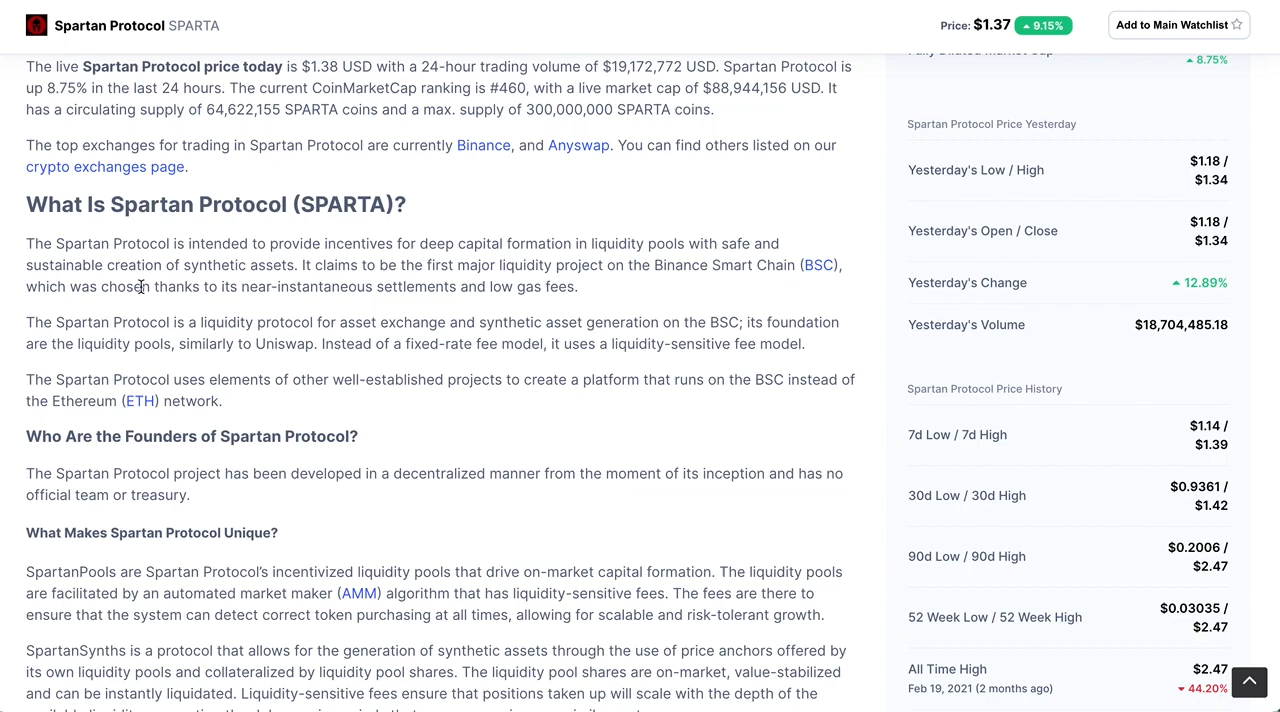 Spartan Protocol SPARTA
Price: $1.37 9.15%
Add to Main Watchlist
The live Spartan Protocol price today is $1.38 USD with a 24-hour trading volume of $19,172,772 USD. Spartan Protocol is
up 8.75% in the last 24 hours. The current CoinMarketCap ranking is #460, with a live market cap of $88,944,156 USD. It
has a circulating supply of 64,622,155 SPARTA coins and a max. supply of 300,000,000 SPARTA coins.
The top exchanges for trading in Spartan Protocol are currently Binance, and Anyswap. You can find others listed on our
crypto exchanges page.
What Is Spartan Protocol (SPARTA)?
The Spartan Protocol is intended to provide incentives for deep capital formation in liquidity pools with safe and
sustainable creation of synthetic assets. It claims to be the first major liquidity project on the Binance Smart Chain (BSC),
which was chosen thanks to its near-instantaneous settlements and low gas fees.
The Spartan Protocol is a liquidity protocol for asset exchange and synthetic asset generation on the BSC; its foundation
are the liquidity pools, similarly to Uniswap. Instead of a fixed-rate fee model, it uses a liquidity-sensitive fee model.
The Spartan Protocol uses elements of other well-established projects to create a platform that runs on the BSC instead of
the Ethereum (ETH) network.
Who Are the Founders of Spartan Protocol?
The Spartan Protocol project has been developed in a decentralized manner from the moment of its inception and has no
official team or treasury.
What Makes Spartan Protocol Unique?
SpartanPools are Spartan Protocol's incentivized liquidity pools that drive on-market capital formation. The liquidity pools
are facilitated by an automated market maker (AMM) algorithm that has liquidity-sensitive fees. The fees are there to
ensure that the system can detect correct token purchasing at all times, allowing for scalable and risk-tolerant growth.
SpartanSynths is a protocol that allows for the generation of synthetic assets through the use of price anchors offered by
its own liquidity pools and collateralized by liquidity pool shares. The liquidity pool shares are on-market, value-stabilized
and can be instantly liquidated. Liquidity-sensitive fees ensure that positions taken up will scale with the depth of the
8.75%
Spartan Protocol Price Yesterday
Yesterday's Low / High
$1.18 /
$1.34
Yesterday's Open / Close
$1.18 /
$1.34
Yesterday's Change
12.89%
Yesterday's Volume
$18,704,485.18
Spartan Protocol Price History
7d Low / 7d High
$1.14 /
$1.39
30d Low / 30d High
$0.9361 /
$1.42
90d Low / 90d High
$0.2006 /
$2.47
52 Week Low / 52 Week High
$0.03035 /
$2.47
All Time High
$2.47
Feb 19, 2021 (2 months ago)
44.20%